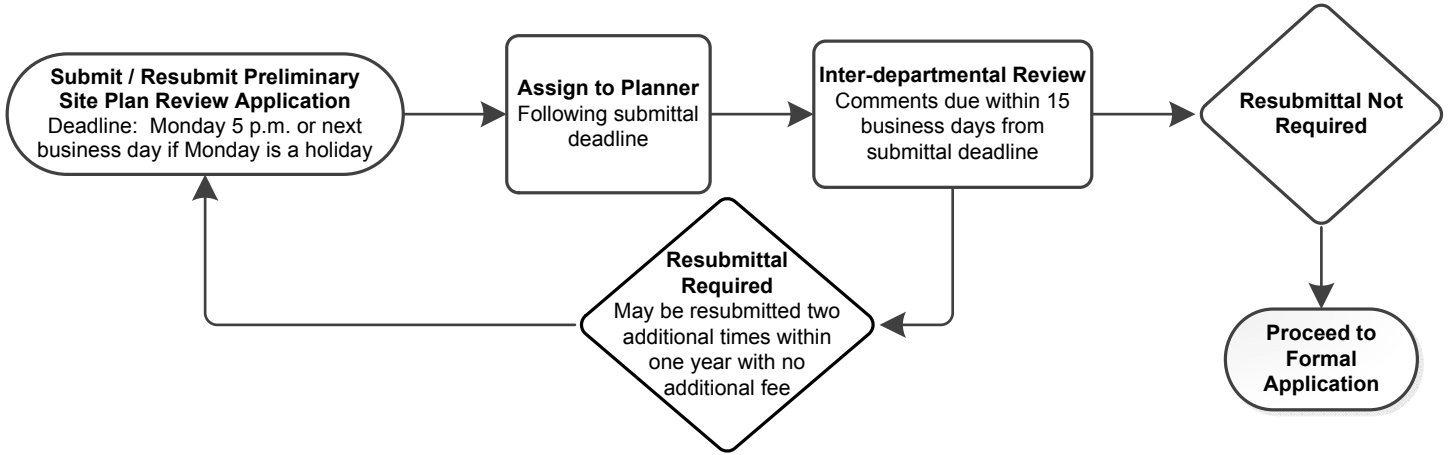 Submit / Resubmit Preliminary
Site Plan Review Application
Deadline:  Monday 5 p.m. or next
business day if Monday is a holiday
Assign to Planner
Following submittal
deadline
Inter-departmental Review
Comments due within 15
business days from
submittal deadline
Resubmittal Not
Required
Resubmittal
Required
May be resubmitted two
additional times within
one year with no
additional fee
Proceed to
Formal
Application